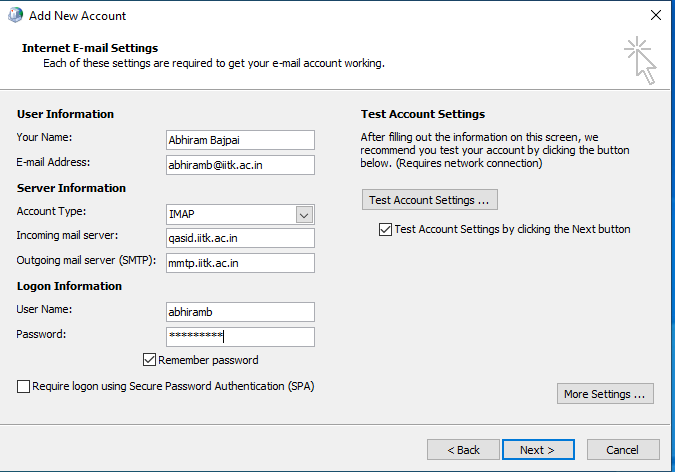 Add New Account
Internet E-mail Settings
Each of these settings are required to get your e-mail account working.
User Information
Your Name: Abhiram Bajpai
E-mail Address: abhiramb@iitk.ac.in
Server Information
Account Type: IMAP
Incoming mail server: qasid.iitk.ac.in
Outgoing mail server (SMTP): mmtp.iitk.ac.in
Logon Information
User Name: abhiramb
Password: *********
Remember password
Require logon using Secure Password Authentication (SPA)
Test Account Settings
After filling out the information on this screen, we
recommend you test your account by clicking the button
below. (Requires network connection)
Test Account Settings ...
Test Account Settings by clicking the Next button
More Settings ...
< Back Next > Cancel